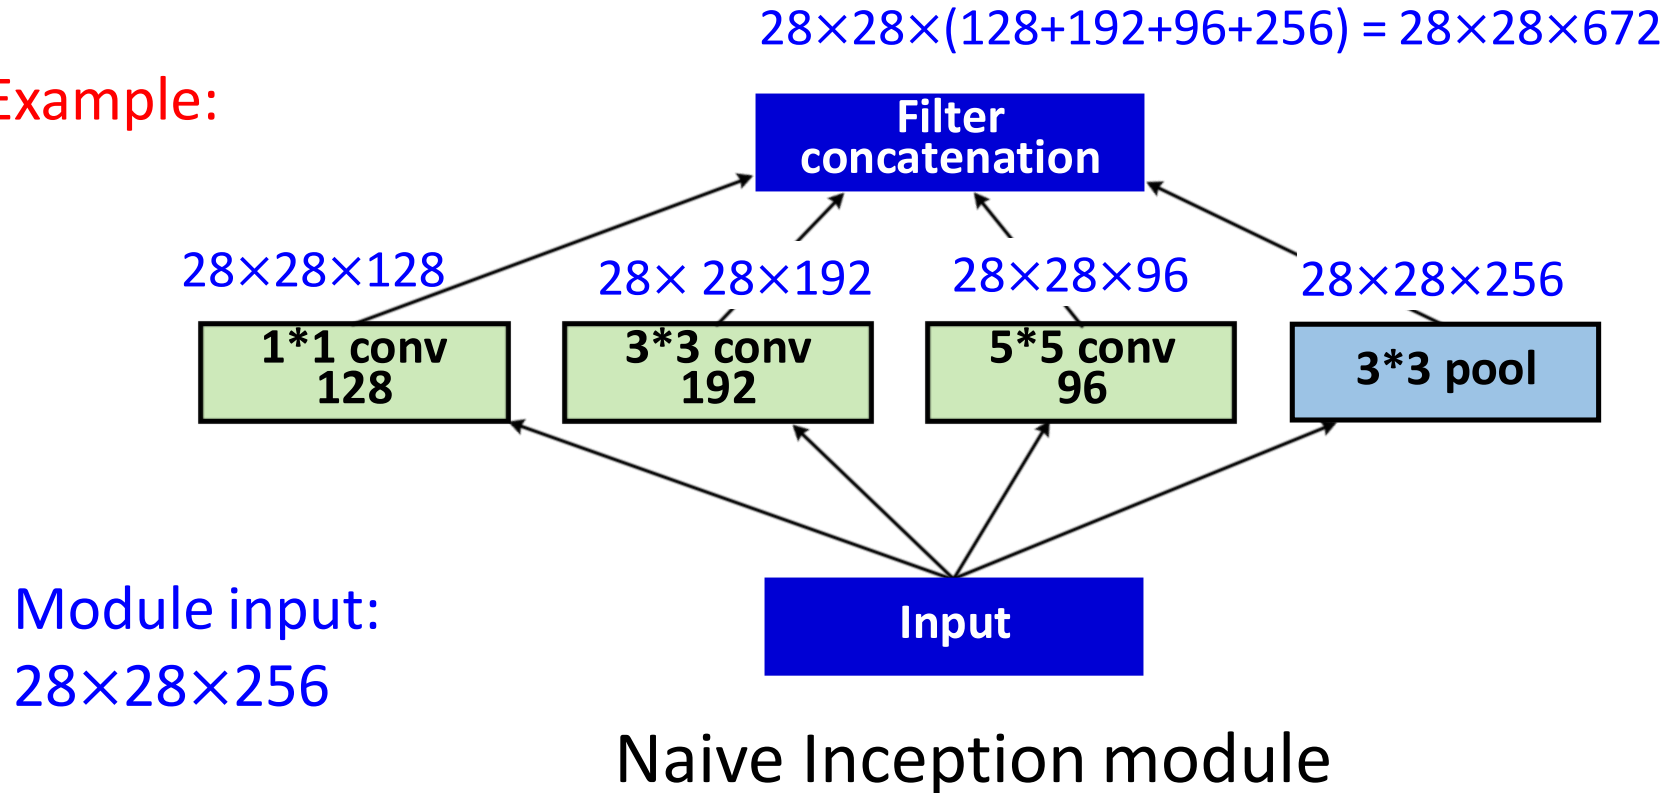 28×28×(128+192+96+256) = 28×28×672
Example:
Filter
concatenation
28×28×128
28× 28×192
28×28×96
28×28×256
1*1 conv
128
3*3 conv
192
5*5 conv
96
3*3 pool
Module input:
28×28×256
Input
Naive Inception module